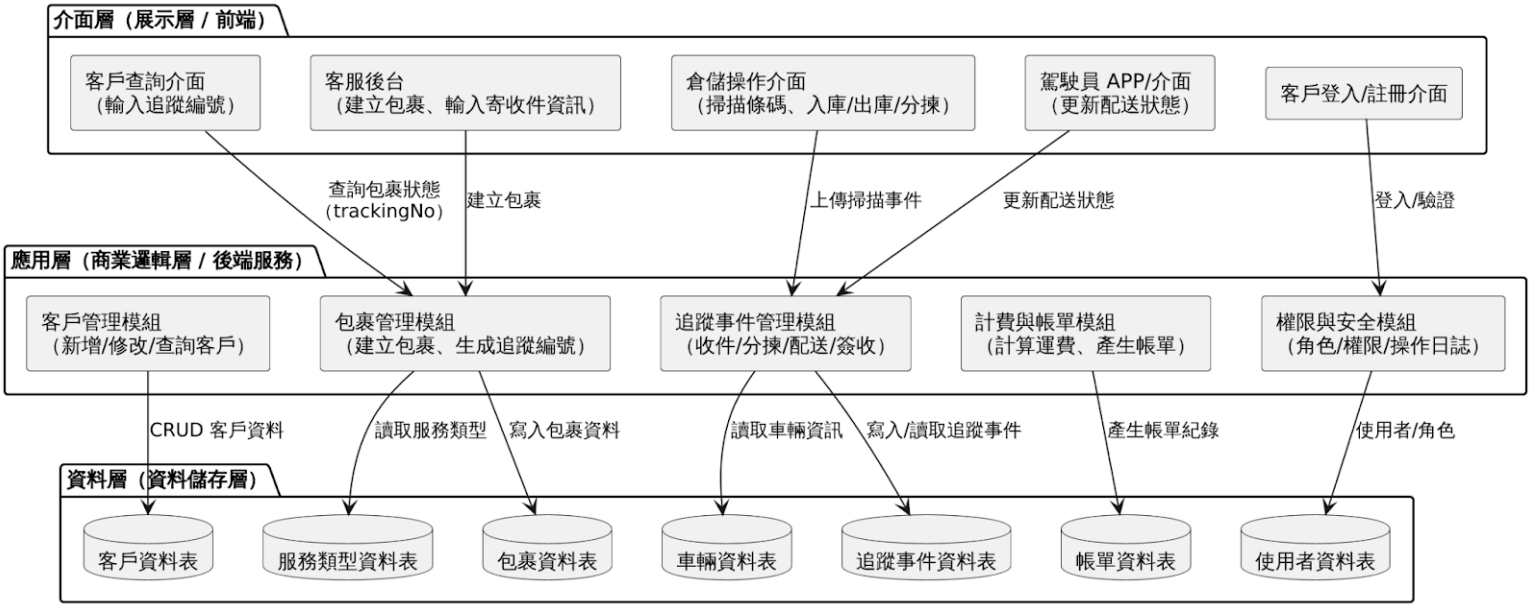 介面層（展示層 / 前端）
客戶查詢介面
（輸入追蹤編號）
客服後台
（建立包裹、輸入寄收件資訊）
倉儲操作介面
（掃描條碼、入庫/出庫/分揀）
駕駛員 APP/介面
（更新配送狀態）
客戶登入/註冊介面
查詢包裹狀態
（trackingNo）
建立包裹
上傳掃描事件
更新配送狀態
登入/驗證
應用層（商業邏輯層 / 後端服務）
客戶管理模組
（新增/修改/查詢客戶）
包裹管理模組
（建立包裹、生成追蹤編號）
追蹤事件管理模組
（收件/分揀/配送/簽收）
計費與帳單模組
（計算運費、產生帳單）
權限與安全模組
（角色/權限/操作日誌）
CRUD 客戶資料
讀取服務類型
寫入包裹資料
讀取車輛資訊
寫入/讀取追蹤事件
產生帳單紀錄
使用者/角色
資料層（資料儲存層）
客戶資料表
服務類型資料表
包裹資料表
車輛資料表
追蹤事件資料表
帳單資料表
使用者資料表